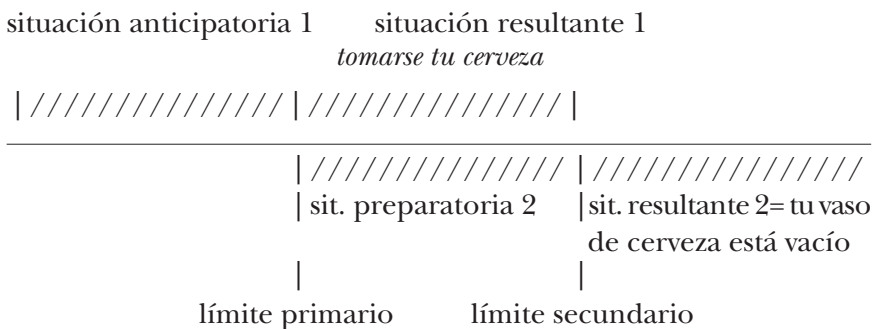 situación anticipatoria 1 situación resultante 1
tomarse tu cerveza
|///////////////|///////////////|
|///////////////|////////////////
|sit. preparatoria 2 |sit. resultante 2= tu vaso
de cerveza está vacío
| |
límite primario límite secundario